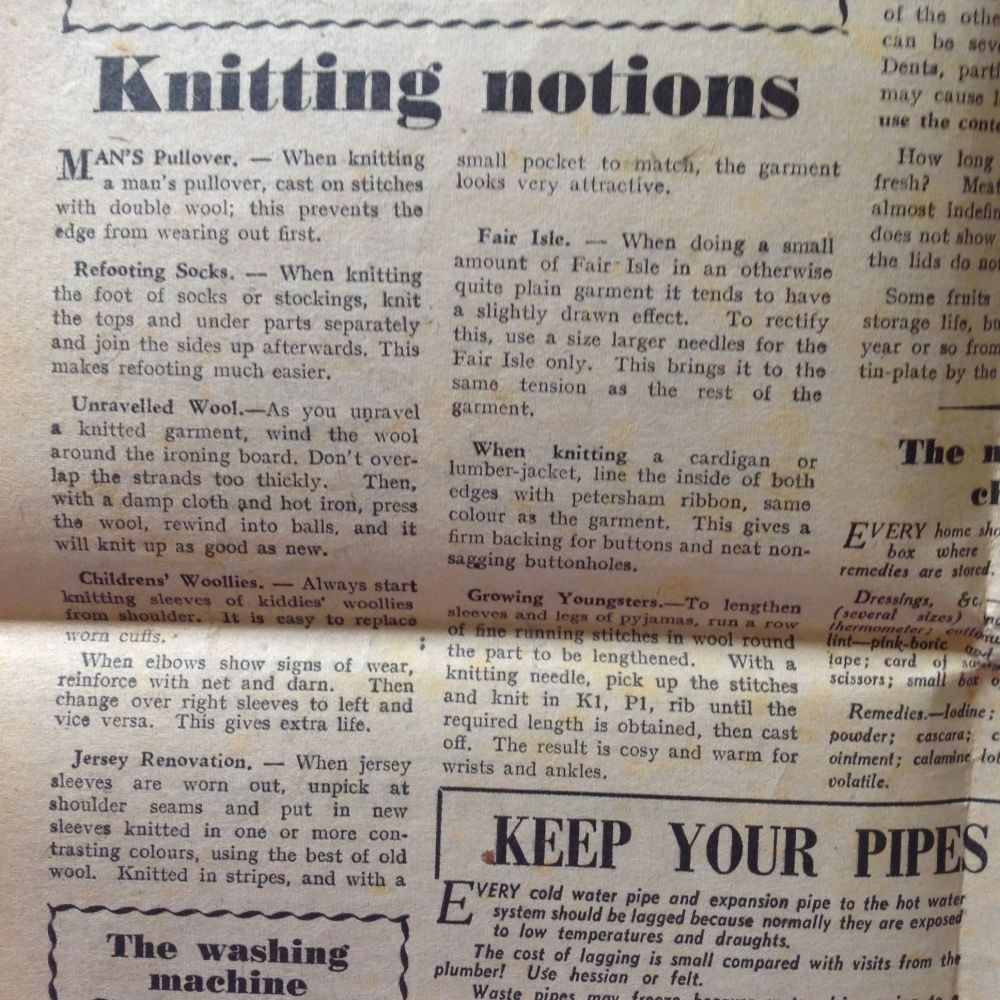 Knitting notions
MAN'S Pullover. — When knitting
a man's pullover, cast on stitches
with double wool; this prevents the
edge from wearing out first.
Refooting Socks. — When knitting
the foot of socks or stockings, knit
the tops and under parts separately
and join the sides up afterwards. This
makes refooting much easier.
Unravelled Wool.—As you unravel
a knitted garment, wind the wool
around the ironing board. Don't over-
lap the strands too thickly. Then,
with a damp cloth and hot iron, press
the wool, rewind into balls, and it
will knit up as good as new.
Childrens' Woollies. — Always start
knitting sleeves of kiddies' woollies
from shoulder. It is easy to replace
worn cuffs.
When elbows show signs of wear,
reinforce with net and darn. Then
change over right sleeves to left and
vice versa. This gives extra life.
Jersey Renovation. — When jersey
sleeves are worn out, unpick at
shoulder seams and put in new
sleeves knitted in one or more con-
trasting colours, using the best of old
wool. Knitted in stripes, and with a
small pocket to match, the garment
looks very attractive.
Fair Isle. — When doing a small
amount of Fair Isle in an otherwise
quite plain garment it tends to have
a slightly drawn effect. To rectify
this, use a size larger needles for the
Fair Isle only. This brings it to the
same tension as the rest of the
garment.
When knitting a cardigan or
lumber-jacket, line the inside of both
edges with petersham ribbon, same
colour as the garment. This gives a
firm backing for buttons and neat non-
sagging buttonholes.
Growing Youngsters.—To lengthen
sleeves and legs of pyjamas, run a row
of fine running stitches in wool round
the part to be lengthened. With a
knitting needle, pick up the stitches
and knit in K1, P1, rib until the
required length is obtained, then cast
off. The result is cosy and warm for
wrists and ankles.
The washing
machine
KEEP YOUR PIPES
EVERY cold water pipe and expansion pipe to the hot water
system should be lagged because normally they are exposed
to low temperatures and draughts.
The cost of lagging is small compared with visits from the
plumber! Use hessian or felt.
Waste pipes may freeze because
of the
can be
Dents,
may cause
use the
How long
fresh?
almost
does not show
the lids do
Some fruits
storage life,
year or so from
tin-plate by the
The
EVERY home
box where
remedies are stored.
Dressings, &c.—
(several sizes)
thermometer;
lint—pink-boric
tape; card of
scissors; small box
Remedies.—Iodine;
powder; cascara;
ointment; calamine
volatile.